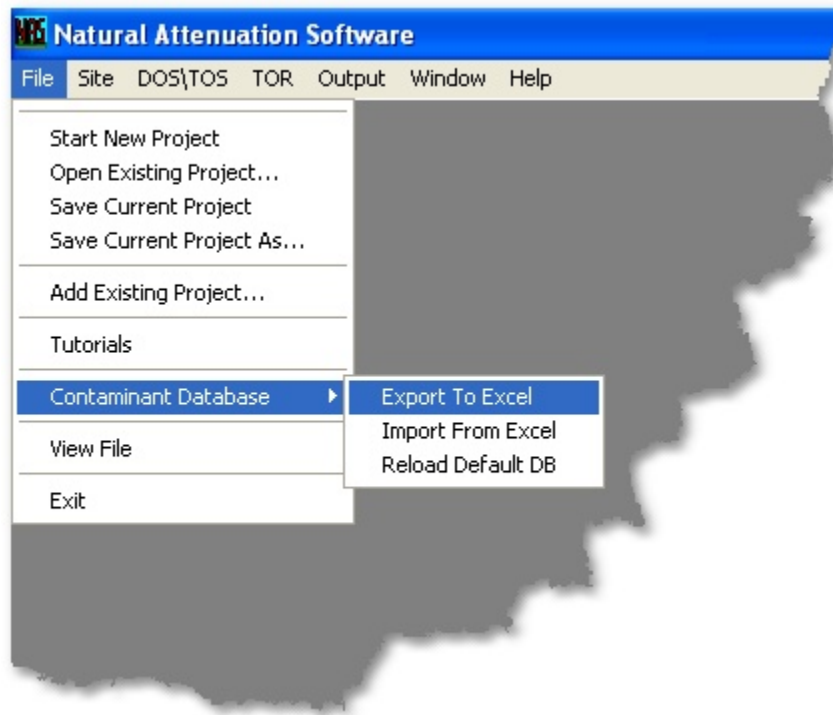 NAS Natural Attenuation Software
File Site DOS\TOS TOR Output Window Help
Start New Project
Open Existing Project...
Save Current Project
Save Current Project As...
Add Existing Project...
Tutorials
Contaminant Database
Export To Excel
Import From Excel
Reload Default DB
View File
Exit